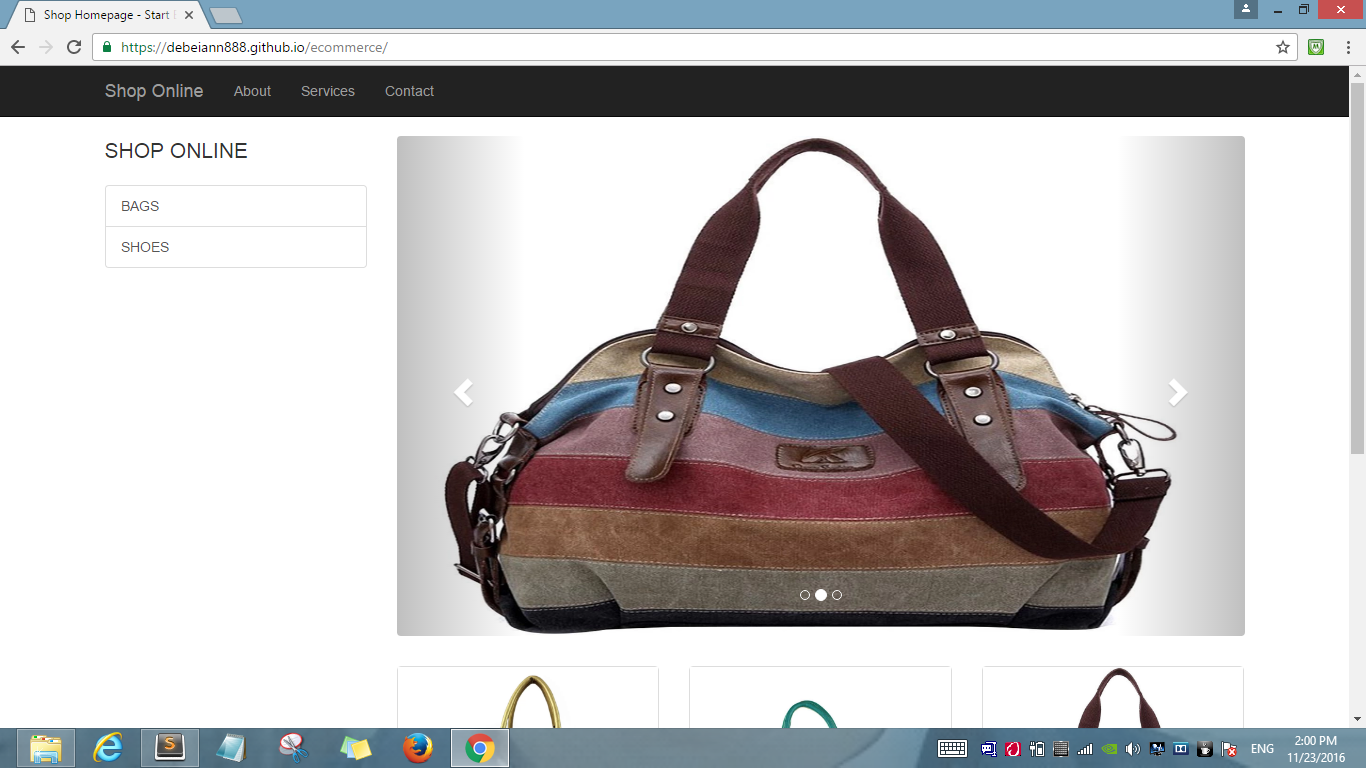 Shop Homepage - Start
https://debeiann888.github.io/ecommerce/
Shop Online About Services Contact
SHOP ONLINE
BAGS
SHOES
ENG
2:00 PM
11/23/2016